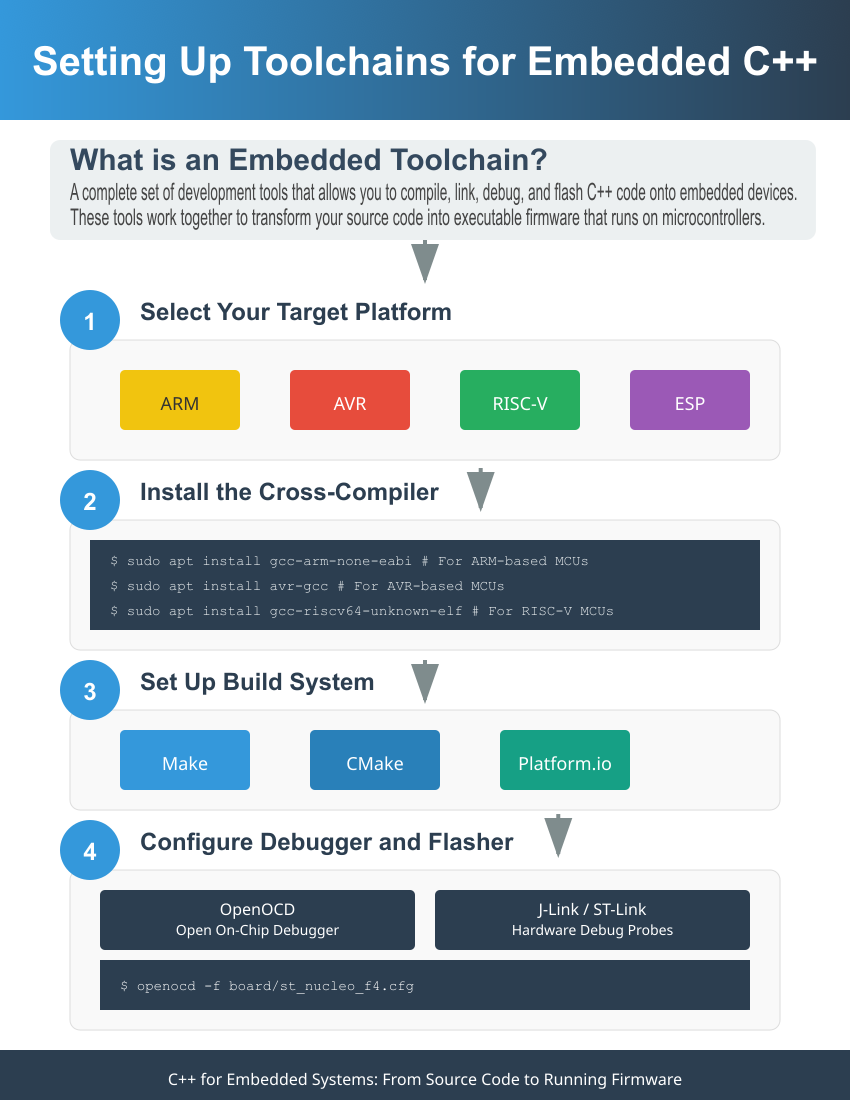 Setting Up Toolchains for Embedded C++
What is an Embedded Toolchain?
A complete set of development tools that allows you to compile, link, debug, and flash C++ code onto embedded devices.
These tools work together to transform your source code into executable firmware that runs on microcontrollers.
1
Select Your Target Platform
ARM
AVR
RISC-V
ESP
2
Install the Cross-Compiler
$ sudo apt install gcc-arm-none-eabi # For ARM-based MCUs
$ sudo apt install avr-gcc # For AVR-based MCUs
$ sudo apt install gcc-riscv64-unknown-elf # For RISC-V MCUs
3
Set Up Build System
Make
CMake
Platform.io
4
Configure Debugger and Flasher
OpenOCD
Open On-Chip Debugger
J-Link / ST-Link
Hardware Debug Probes
$ openocd -f board/st_nucleo_f4.cfg
C++ for Embedded Systems: From Source Code to Running Firmware